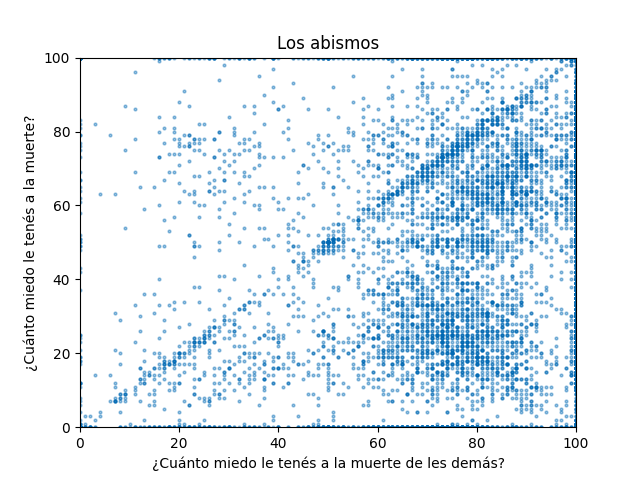 Los abismos
100
80
60
40
20
0
¿Cuánto miedo le tenés a la muerte?
0 20 40 60 80 100
¿Cuánto miedo le tenés a la muerte de les demás?